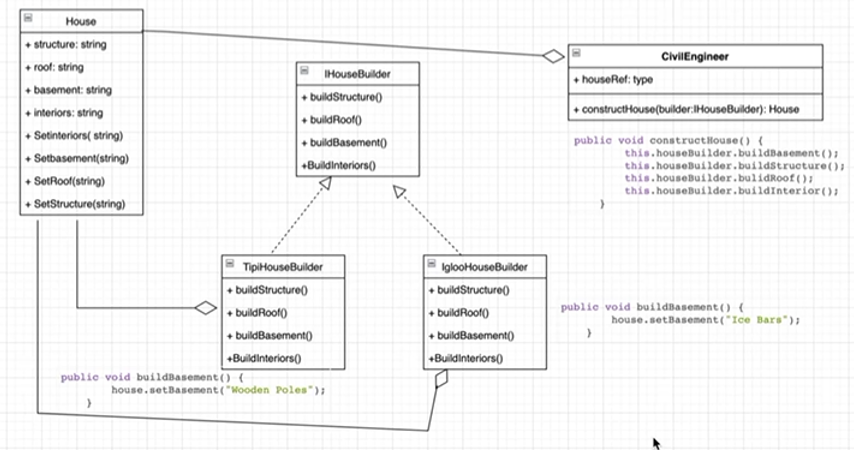 House
+ structure: string
+ roof: string
+ basement: string
+ interiors: string
+ Setinteriors( string)
+ Setbasement(string)
+ SetRoof(string)
+ SetStructure(string)
IHouseBuilder
+ buildStructure()
+ buildRoof()
+ buildBasement()
+BuildInteriors()
CivilEngineer
+ houseRef: type
+ constructHouse(builder:IHouseBuilder): House
public void constructHouse() {
this.houseBuilder.buildBasement();
this.houseBuilder.buildStructure();
this.houseBuilder.bulidRoof();
this.houseBuilder.buildInterior();
}
TipiHouseBuilder
+ buildStructure()
+ buildRoof()
+ buildBasement()
+BuildInteriors()
IglooHouseBuilder
+ buildStructure()
+ buildRoof()
+ buildBasement()
+BuildInteriors()
public void buildBasement() {
house.setBasement("Ice Bars");
}
public void buildBasement() {
house.setBasement("Wooden Poles");
}